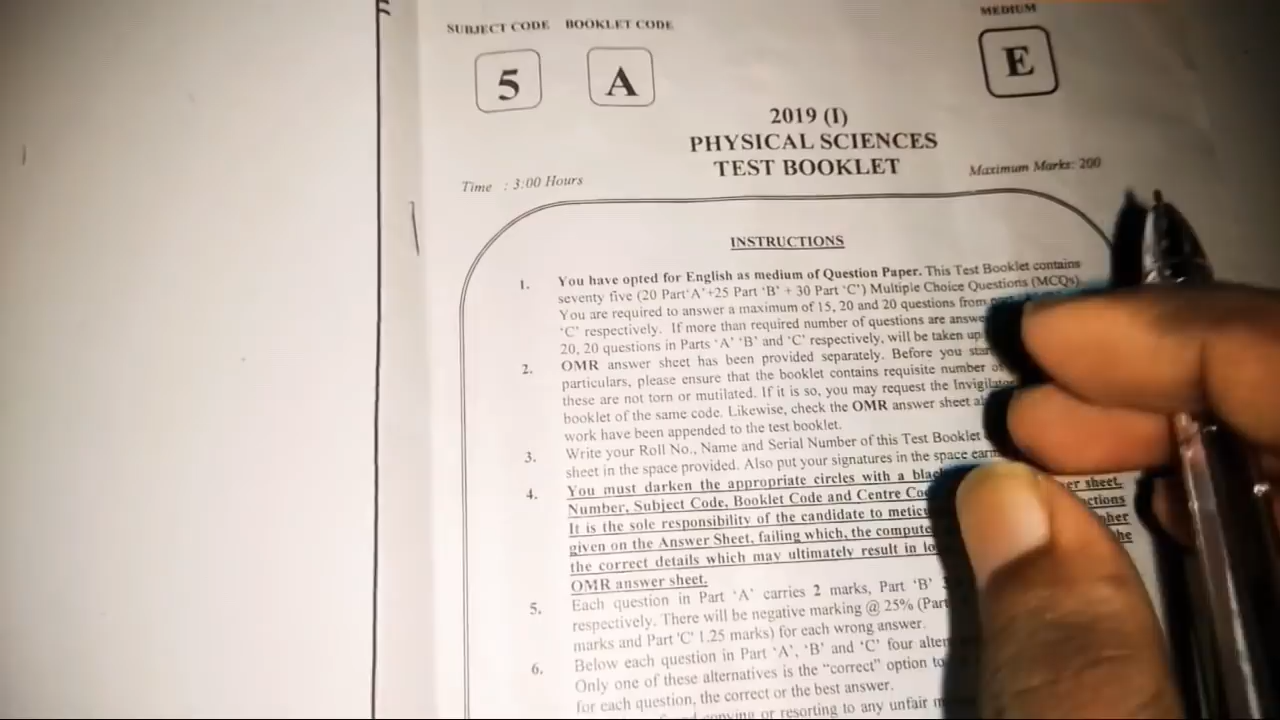 SUBJECT CODE BOOKLET CODE
MEDIUM
5 A
E
2019 (I)
PHYSICAL SCIENCES
TEST BOOKLET
Time : 3:00 Hours
Maximum Marks: 200
INSTRUCTIONS
1. You have opted for English as medium of Question Paper. This Test Booklet contains
seventy five (20 Part'A'+25 Part 'B' + 30 Part 'C') Multiple Choice Questions (MCQs).
You are required to answer a maximum of 15, 20 and 20 questions from
'C' respectively. If more than required number of questions are
20, 20 questions in Parts 'A' 'B' and 'C' respectively, will be taken up
2. OMR answer sheet has been provided separately. Before you
particulars, please ensure that the booklet contains requisite number
these are not torn or mutilated. If it is so, you may request the
booklet of the same code. Likewise, check the OMR answer sheet
work have been appended to the test booklet.
3. Write your Roll No., Name and Serial Number of this Test Booklet
sheet in the space provided. Also put your signatures in the space
4. You must darken the appropriate circles with a
er sheet.
Number, Subject Code, Booklet Code and Centre
ctions
It is the sole responsibility of the candidate to
given on the Answer Sheet, failing which, the
the correct details which may ultimately result in
OMR answer sheet.
5. Each question in Part 'A' carries 2 marks, Part 'B'
respectively. There will be negative marking @ 25% (Part
marks and Part 'C' 1.25 marks) for each wrong answer.
6. Below each question in Part 'A', 'B' and 'C' four
Only one of these alternatives is the "correct" option to
for each question, the correct or the best answer.
copying or resorting to any unfair